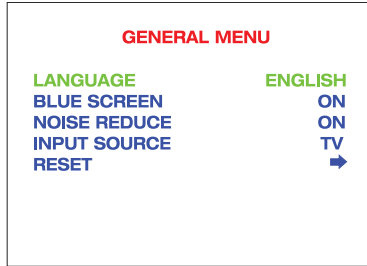 GENERAL MENU
LANGUAGE ENGLISH
BLUE SCREEN ON
NOISE REDUCE ON
INPUT SOURCE TV
RESET